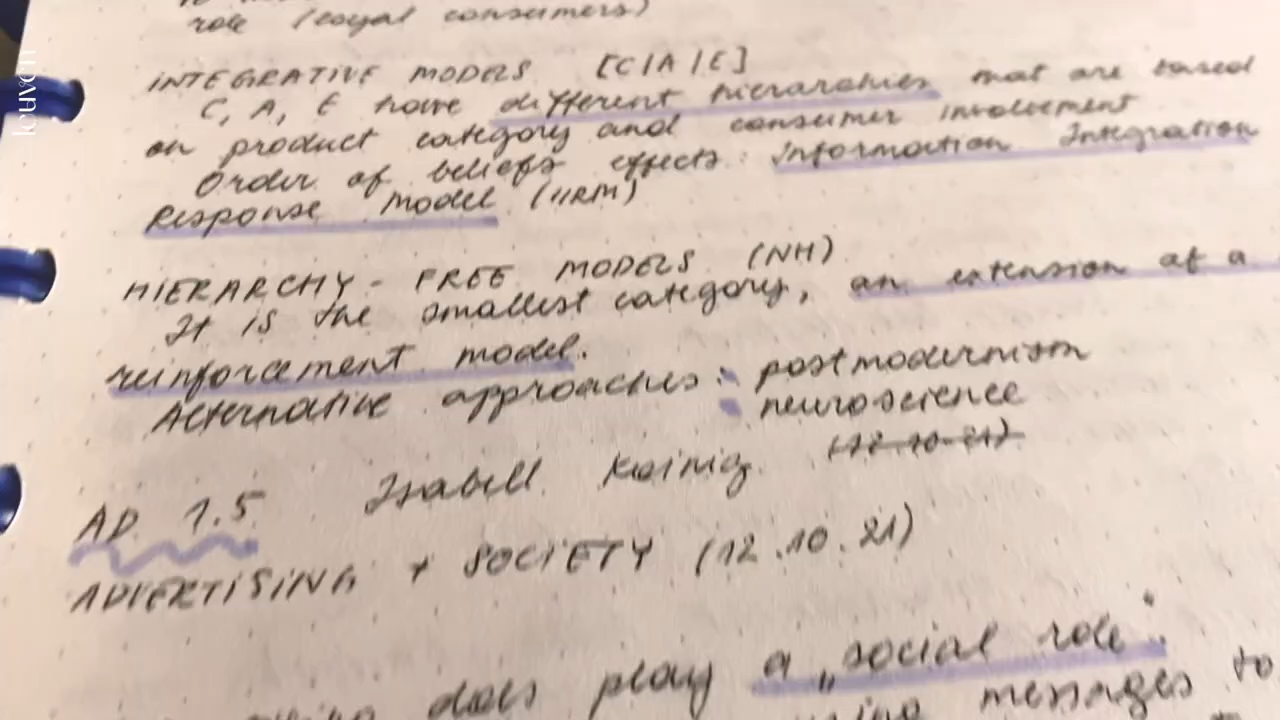 role (loyal consumers)
INTEGRATIVE MODELS [C|A|E]
C, A, E have different hierarchies that are based
on product category and consumer involvement
Order of beliefs effects: Information Integration
Response Model (IIRM)
HIERARCHY-FREE MODELS (NH)
It is the smallest category, an extension of a
reinforcement model.
Alternative approaches: postmodernism
neuroscience
(12.10.21)
AD 1.5 Isabell Koinig
ADVERTISING + SOCIETY (12.10.21)
does play a „social role".
messages to